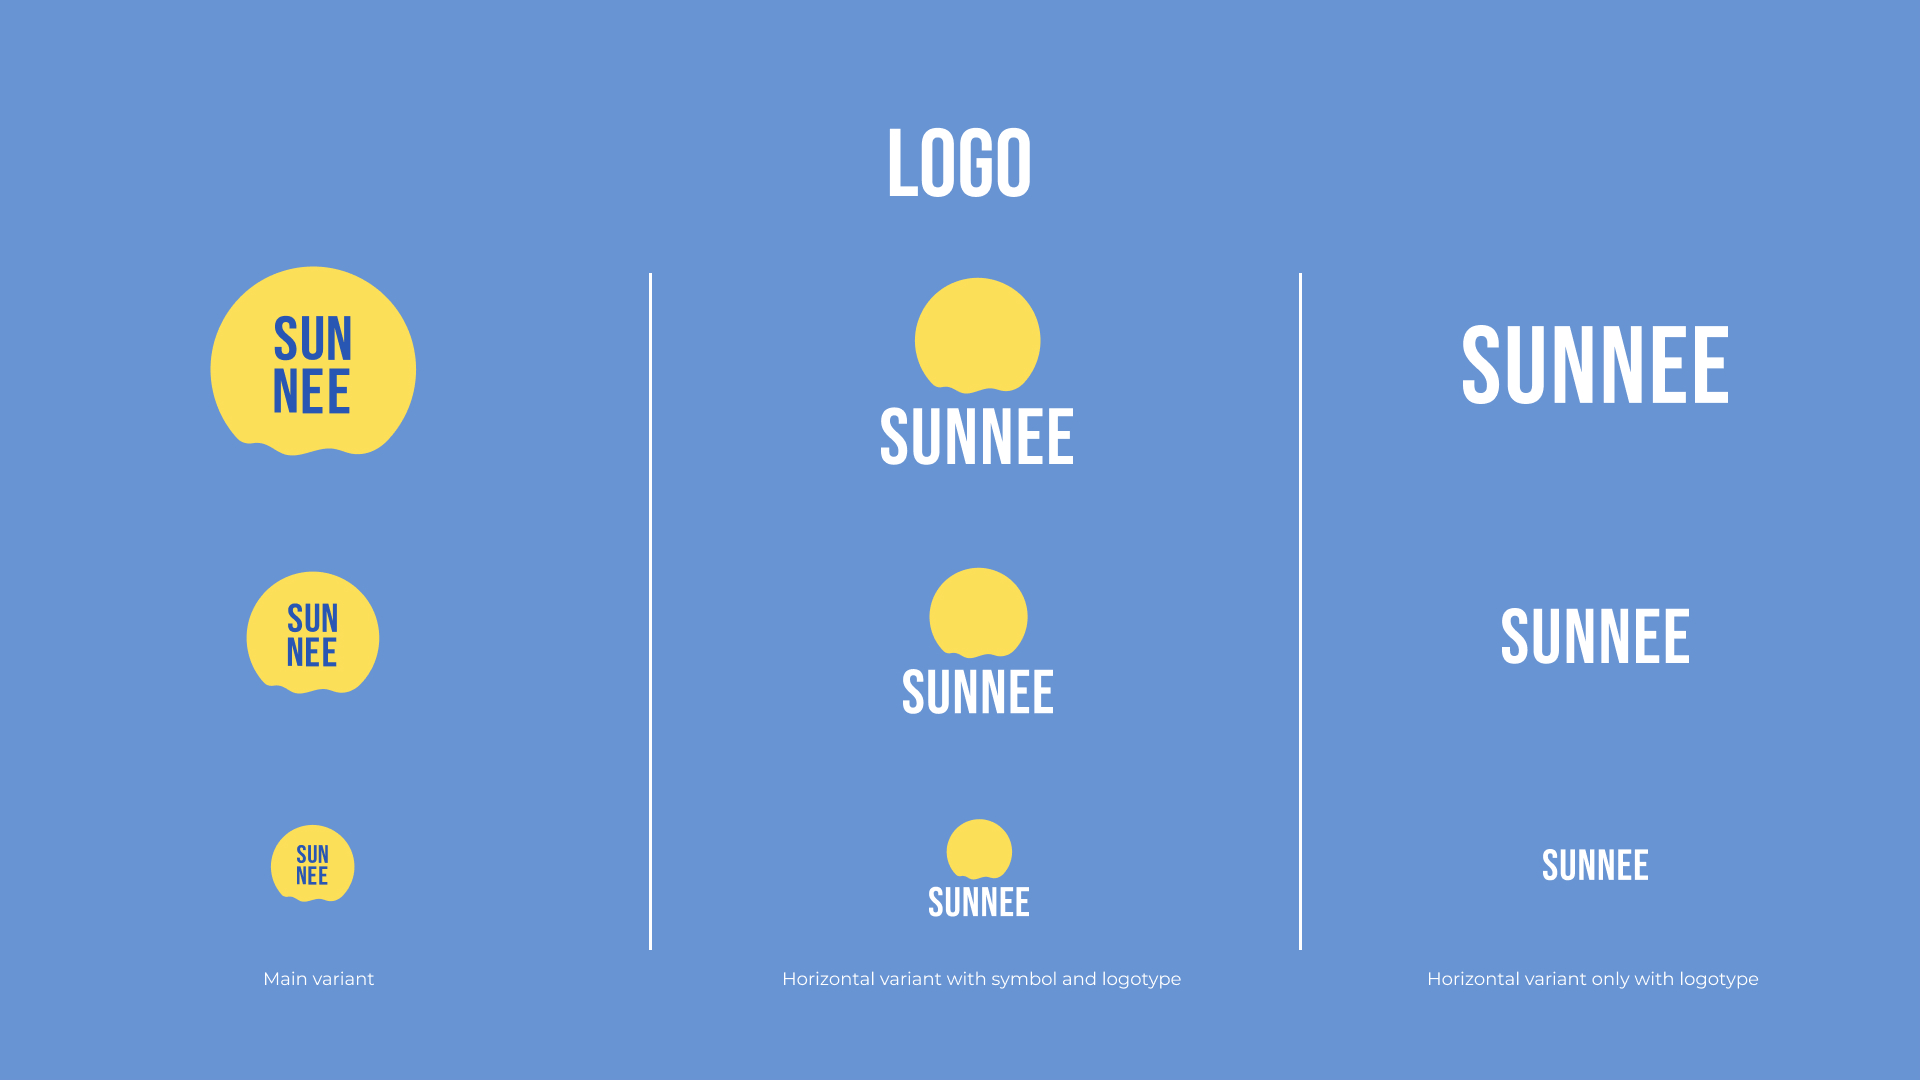 LOGO
SUN
NEE
SUNNEE
SUNNEE
SUN
NEE
SUNNEE
SUNNEE
SUN
NEE
SUNNEE
SUNNEE
Main variant
Horizontal variant with symbol and logotype
Horizontal variant only with logotype